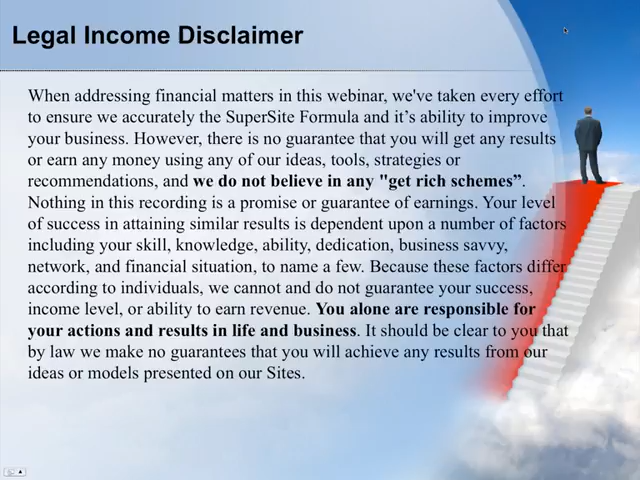 Legal Income Disclaimer
When addressing financial matters in this webinar, we've taken every effort
to ensure we accurately the SuperSite Formula and it’s ability to improve
your business. However, there is no guarantee that you will get any results
or earn any money using any of our ideas, tools, strategies or
recommendations, and we do not believe in any "get rich schemes”.
Nothing in this recording is a promise or guarantee of earnings. Your level
of success in attaining similar results is dependent upon a number of factors
including your skill, knowledge, ability, dedication, business savvy,
network, and financial situation, to name a few. Because these factors differ
according to individuals, we cannot and do not guarantee your success,
income level, or ability to earn revenue. You alone are responsible for
your actions and results in life and business. It should be clear to you that
by law we make no guarantees that you will achieve any results from our
ideas or models presented on our Sites.